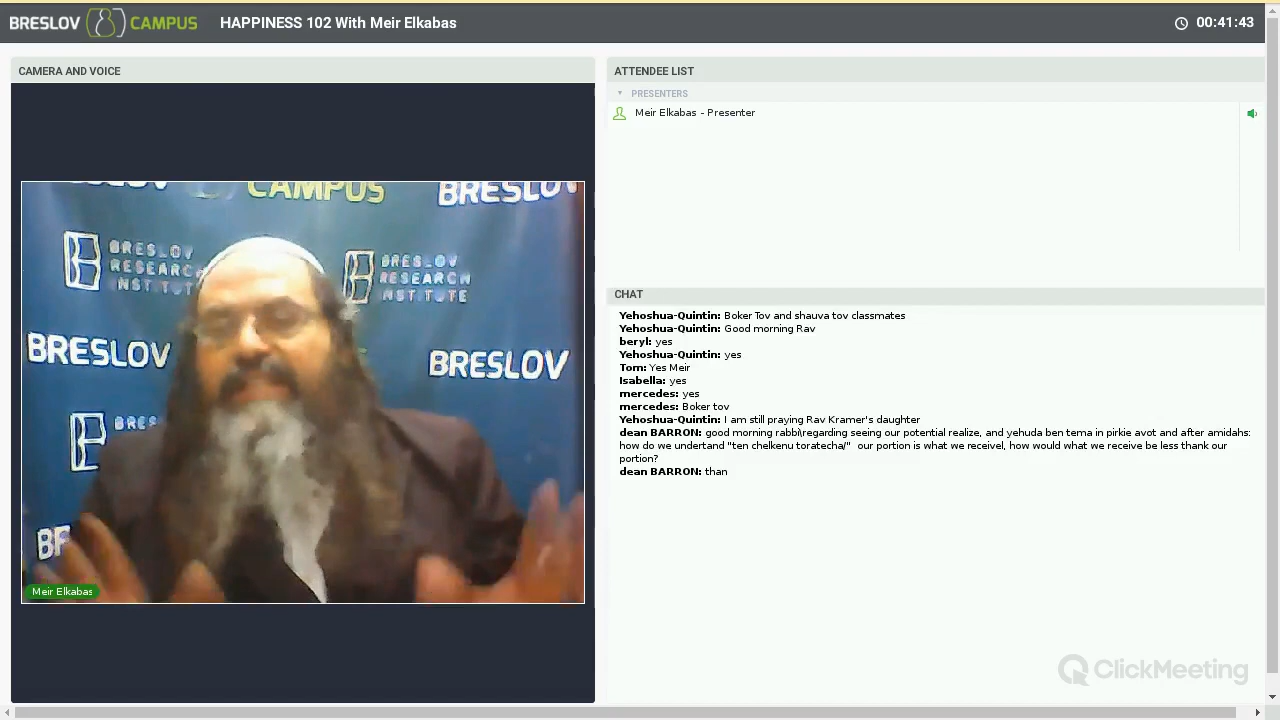 BRESLOV CAMPUS HAPPINESS 102 With Meir Elkabas 00:41:43
CAMERA AND VOICE
CAMPUS BRESLOV
BRESLOV
RESEARCH
INSTITUTE
BRESLOV
RESEARCH
INSTITUTE
BRESLOV BRESLOV
BRES
BR
Meir Elkabas
ATTENDEE LIST
PRESENTERS
Meir Elkabas - Presenter
CHAT
Yehoshua-Quintin: Boker Tov and shauva tov classmates
Yehoshua-Quintin: Good morning Rav
beryl: yes
Yehoshua-Quintin: yes
Tom: Yes Meir
Isabella: yes
mercedes: yes
mercedes: Boker tov
Yehoshua-Quintin: I am still praying Rav Kramer's daughter
dean BARRON: good morning rabbi\regarding seeing our potential realize, and yehuda ben tema in pirkie avot and after amidahs:
how do we undertand "ten chelkenu toratecha/" our portion is what we receivel, how would what we receive be less thank our
portion?
dean BARRON: than
ClickMeeting